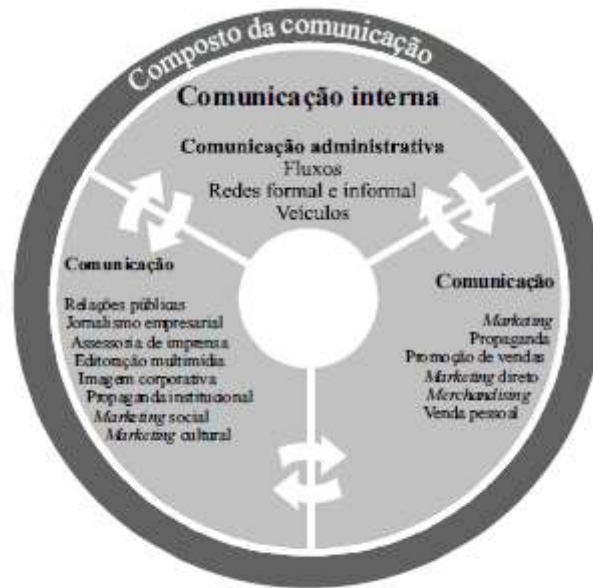 Composto da comunicação
Comunicação interna
Comunicação administrativa
Fluxos
Redes formal e informal
Veículos
Comunicação
Relações públicas
Jornalismo empresarial
Assessoria de imprensa
Editoração multimídia
Imagem corporativa
Propaganda institucional
Marketing social
Marketing cultural
Comunicação
Marketing
Propaganda
Promoção de vendas
Marketing direto
Merchandising
Venda pessoal